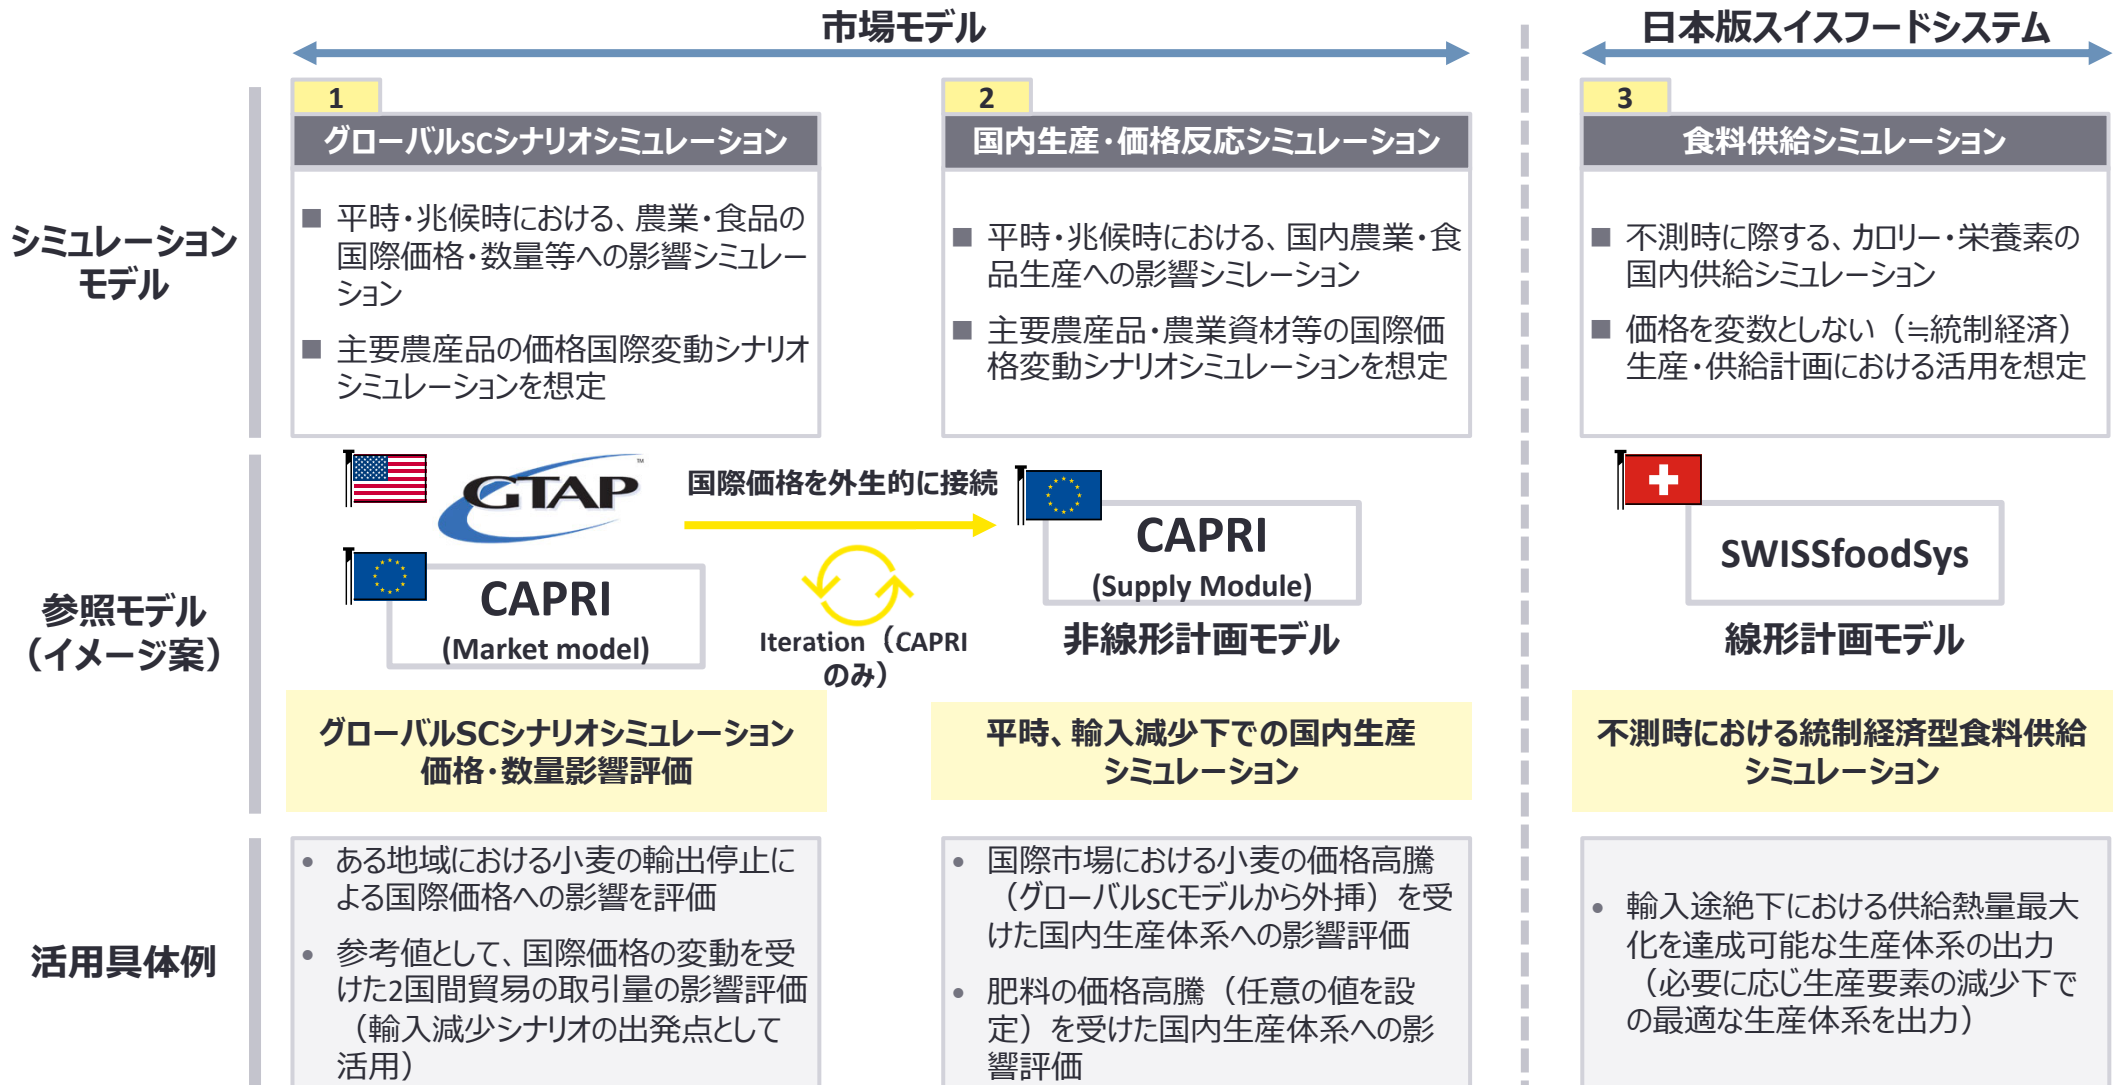 市場モデル
日本版スイスフードシステム
シミュレーション
モデル
1
グローバルSCシナリオシミュレーション
■ 平時・兆候時における、農業・食品の
国際価格・数量等への影響シミュレー
ション
■ 主要農産品の価格国際変動シナリオ
シミュレーションを想定
2
国内生産・価格反応シミュレーション
■ 平時・兆候時における、国内農業・食
品生産への影響シミレーション
■ 主要農産品・農業資材等の国際価
格変動シナリオシミュレーションを想定
3
食料供給シミュレーション
■ 不測時に際する、カロリー・栄養素の
国内供給シミュレーション
■ 価格を変数としない（≒統制経済）
生産・供給計画における活用を想定
参照モデル
（イメージ案）
GTAP™
CAPRI
(Market model)
国際価格を外生的に接続
Iteration（CAPRI
のみ）
CAPRI
(Supply Module)
非線形計画モデル
SWISSfoodSys
線形計画モデル
グローバルSCシナリオシミュレーション
価格・数量影響評価
平時、輸入減少下での国内生産
シミュレーション
不測時における統制経済型食料供給
シミュレーション
活用具体例
• ある地域における小麦の輸出停止に
よる国際価格への影響を評価
• 参考値として、国際価格の変動を受
けた2国間貿易の取引量の影響評価
（輸入減少シナリオの出発点として
活用）
• 国際市場における小麦の価格高騰
（グローバルSCモデルから外挿）を受
けた国内生産体系への影響評価
• 肥料の価格高騰（任意の値を設
定）を受けた国内生産体系への影
響評価
• 輸入途絶下における供給熱量最大
化を達成可能な生産体系の出力
（必要に応じ生産要素の減少下で
の最適な生産体系を出力）